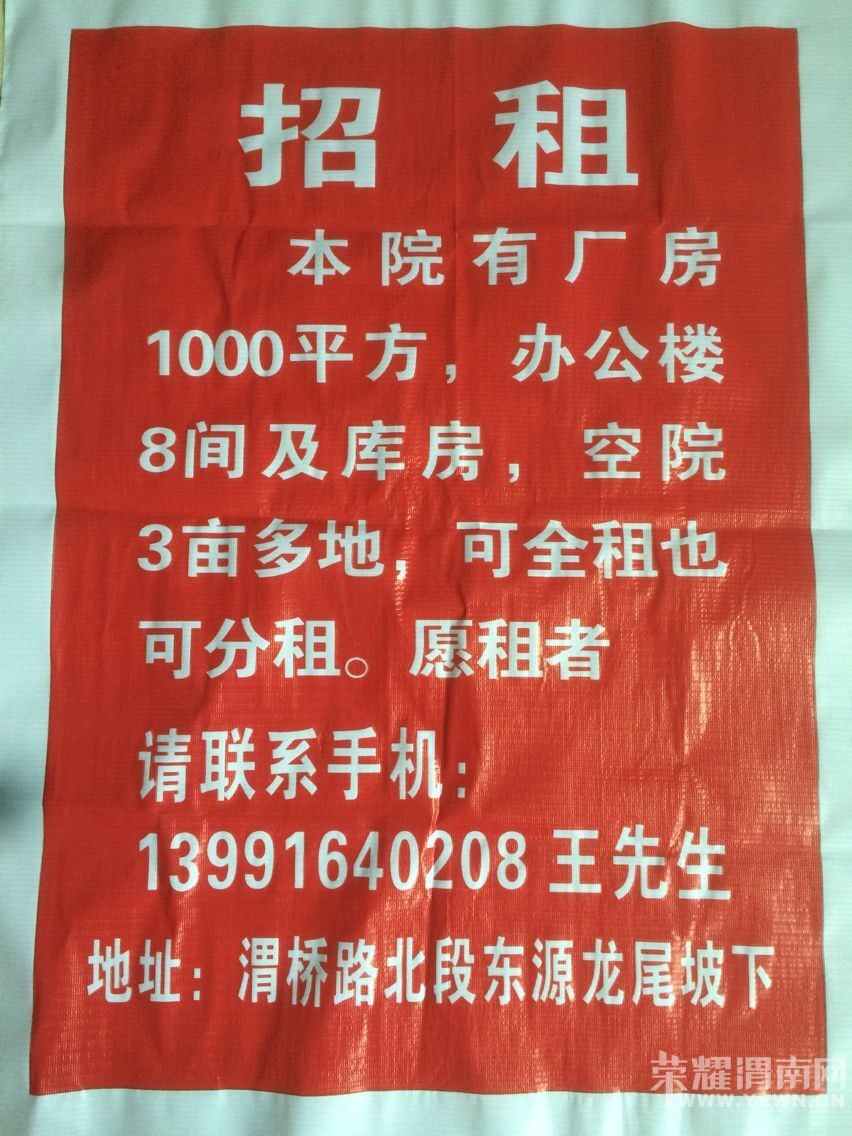 招租
本院有厂房
1000平方，办公楼
8间及库房，空院
3亩多地，可全租也
可分租。愿租者
请联系手机：
13991640208 王先生
地址：渭桥路北段东源龙尾坡下
荣耀渭南网
WWW.YEWN.CN